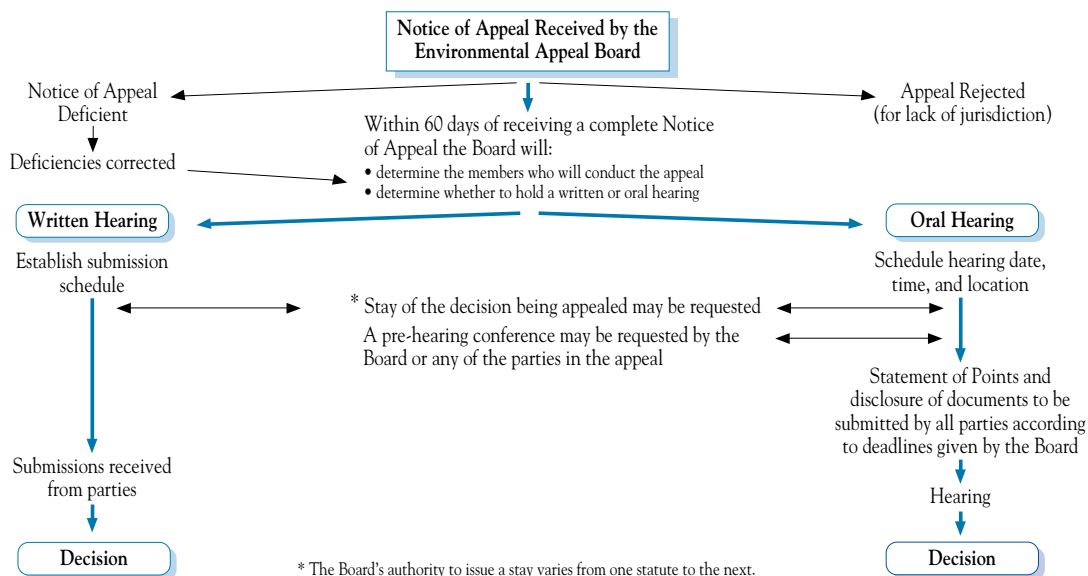 Notice of Appeal Received by the
Environmental Appeal Board
Notice of Appeal
Deficient
Deficiencies corrected
Within 60 days of receiving a complete Notice
of Appeal the Board will:
• determine the members who will conduct the appeal
• determine whether to hold a written or oral hearing
Appeal Rejected
(for lack of jurisdiction)
Written Hearing
Establish submission
schedule
Oral Hearing
Schedule hearing date,
time, and location
* Stay of the decision being appealed may be requested
A pre-hearing conference may be requested by the
Board or any of the parties in the appeal
Submissions received
from parties
Decision
Statement of Points and
disclosure of documents to be
submitted by all parties according
to deadlines given by the Board
Hearing
Decision
* The Board's authority to issue a stay varies from one statute to the next.